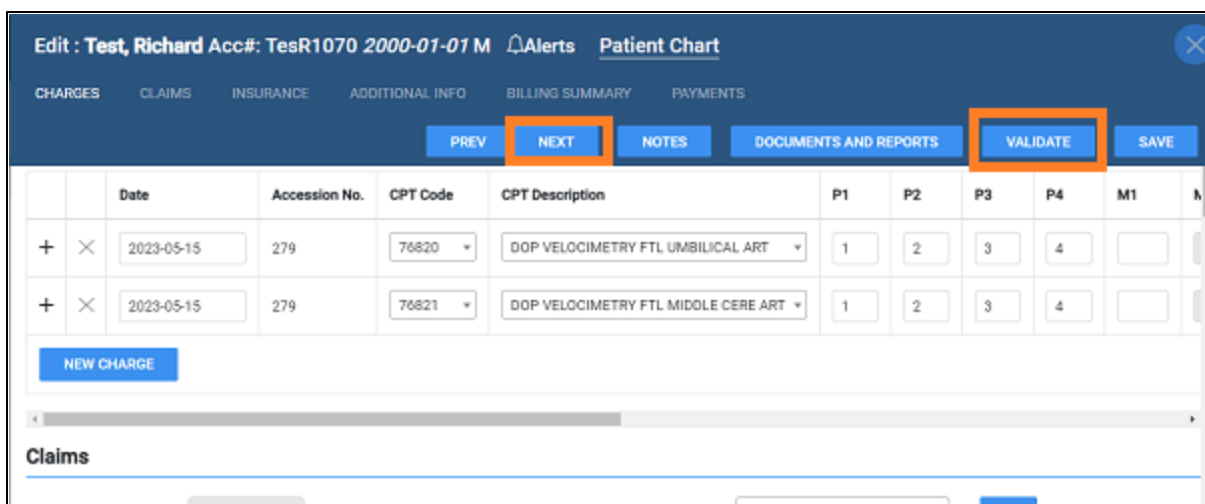 Edit : Test, Richard Acc#: TesR1070 2000-01-01 M Alerts Patient Chart
CHARGES CLAIMS INSURANCE ADDITIONAL INFO BILLING SUMMARY PAYMENTS
PREV NEXT NOTES DOCUMENTS AND REPORTS VALIDATE SAVE
Date Accession No. CPT Code CPT Description P1 P2 P3 P4 M1
2023-05-15 279 76820 DOP VELOCIMETRY FTL UMBILICAL ART 1 2 3 4
2023-05-15 279 76821 DOP VELOCIMETRY FTL MIDDLE CERE ART 1 2 3 4
NEW CHARGE
Claims